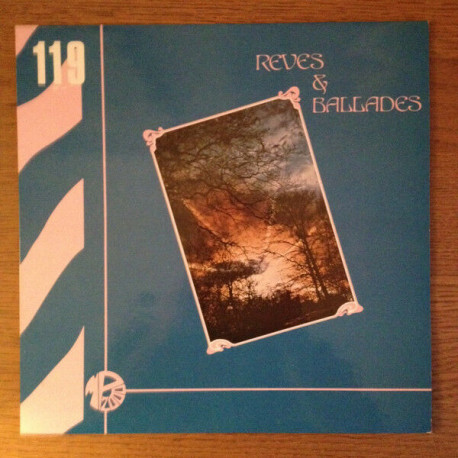 119
REVES
&
BALLADES